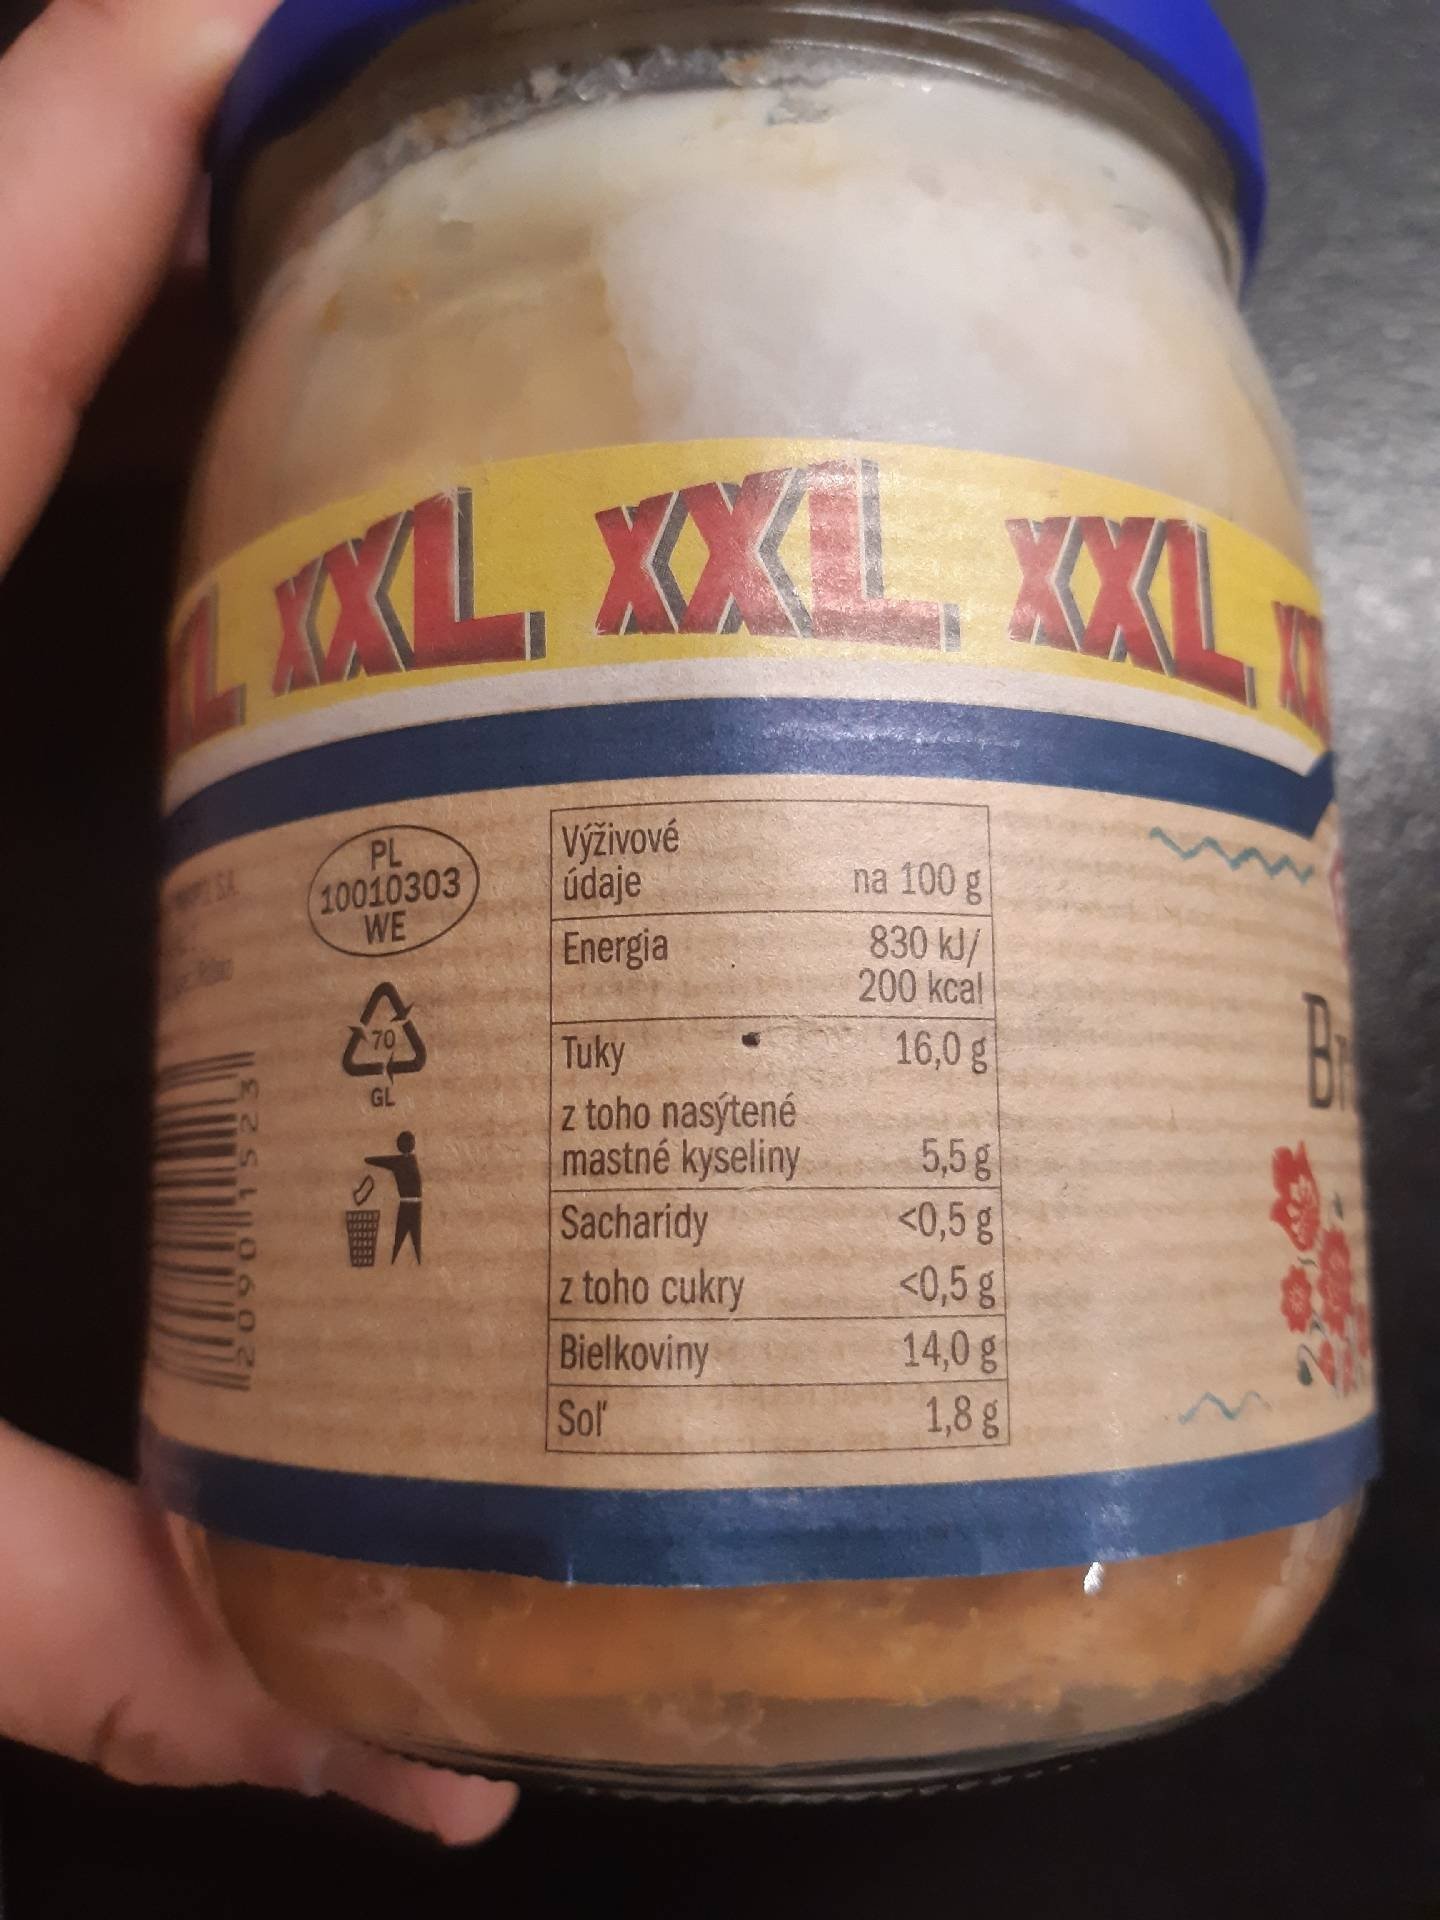 XXL XXL XXL
PL
10010303
WE
70
GL
2090115231
Výživové
údaje na 100 g
Energia 830 kJ/
200 kcal
Tuky 16,0 g
z toho nasýtené
mastné kyseliny 5,5 g
Sacharidy <0,5 g
z toho cukry <0,5 g
Bielkoviny 14,0 g
Soľ 1,8 g